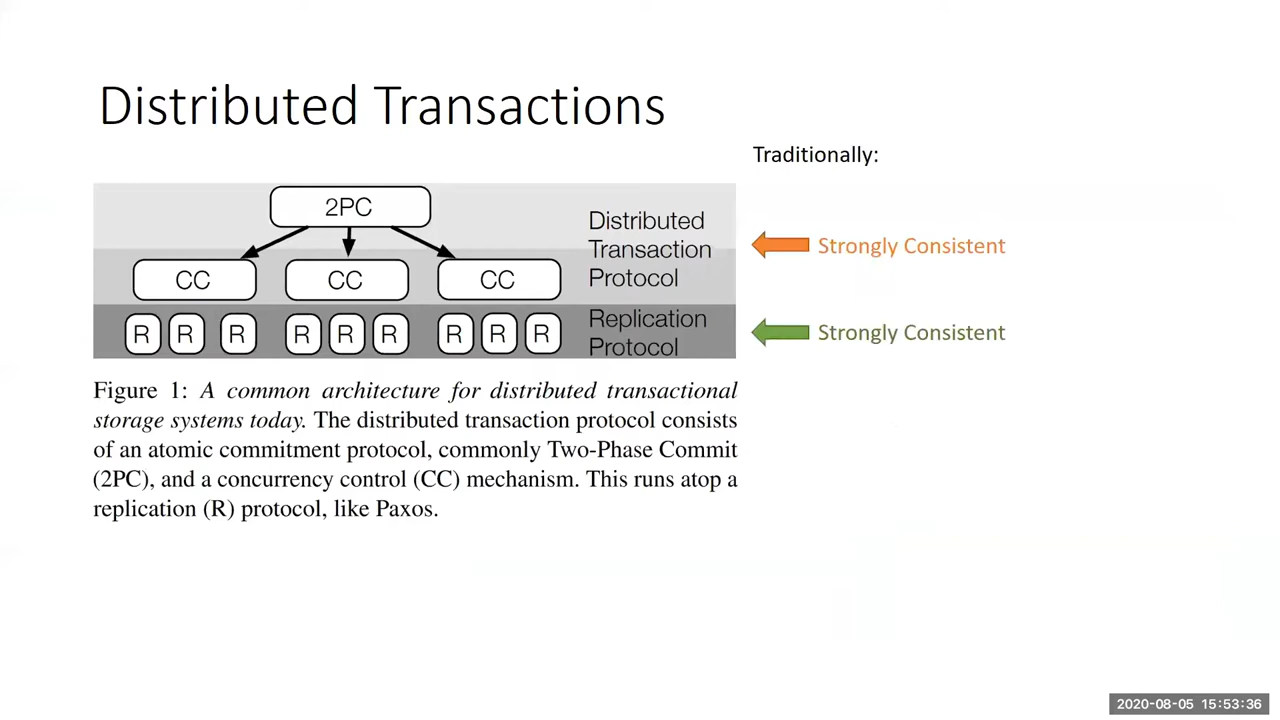 Distributed Transactions
Traditionally:
2PC
Distributed
Transaction
Protocol
Strongly Consistent
CC CC CC
R R R R R R R R R
Replication
Protocol
Strongly Consistent
Figure 1: A common architecture for distributed transactional
storage systems today. The distributed transaction protocol consists
of an atomic commitment protocol, commonly Two-Phase Commit
(2PC), and a concurrency control (CC) mechanism. This runs atop a
replication (R) protocol, like Paxos.
2020-08-05 15:53:36